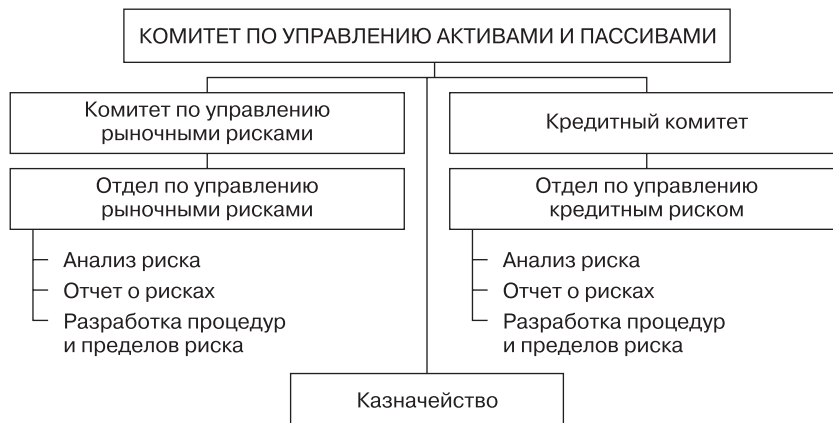 КОМИТЕТ ПО УПРАВЛЕНИЮ АКТИВАМИ И ПАССИВАМИ
Комитет по управлению
рыночными рисками
Кредитный комитет
Отдел по управлению
рыночными рисками
Отдел по управлению
кредитным риском
Анализ риска
Отчет о рисках
Разработка процедур
и пределов риска
Анализ риска
Отчет о рисках
Разработка процедур
и пределов риска
Казначейство